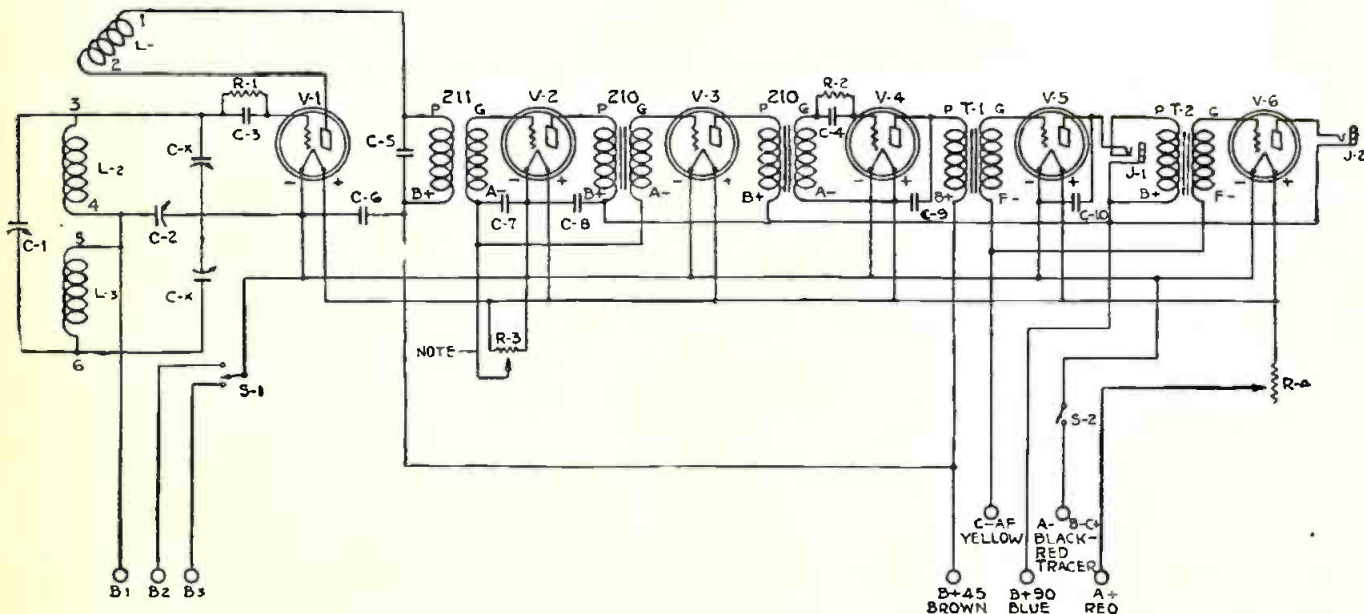 1
L-
2
R-1
V-1
211
V-2
210
V-3
210
R-2
V-4
T-1
V-5
T-2
V-6
P
G
P
G
P
G
P
G
P
G
3
C-3
C-X
C-5
C-4
J-1
J-2
L-2
-
+
-
+
-
+
-
+
-
+
-
+
4
C-6
B+
A-
B+
A-
B+
A-
B+
F-
B+
F-
C-1
C-2
C-7
C-8
C-9
C-10
5
L-3
C-X
6
NOTE
R-3
S-1
R-4
S-2
C-AF
YELLOW
A- B-C+
BLACK-
RED
TRACER
B1
B2
B3
B+45
BROWN
B+90
BLUE
A+
RED